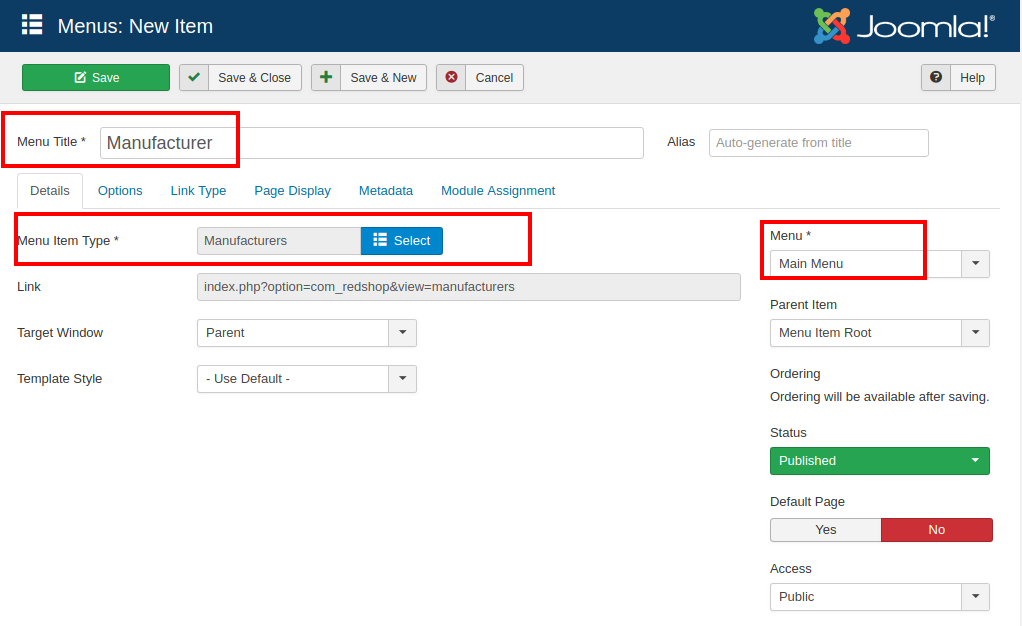 Menus: New Item
Joomla!®
Save
Save & Close
Save & New
Cancel
Help
Menu Title *
Manufacturer
Alias
Auto-generate from title
Details
Options
Link Type
Page Display
Metadata
Module Assignment
Menu Item Type *
Manufacturers
Select
Link
index.php?option=com_redshop&view=manufacturers
Target Window
Parent
Template Style
- Use Default -
Menu *
Main Menu
Parent Item
Menu Item Root
Ordering
Ordering will be available after saving.
Status
Published
Default Page
Yes
No
Access
Public